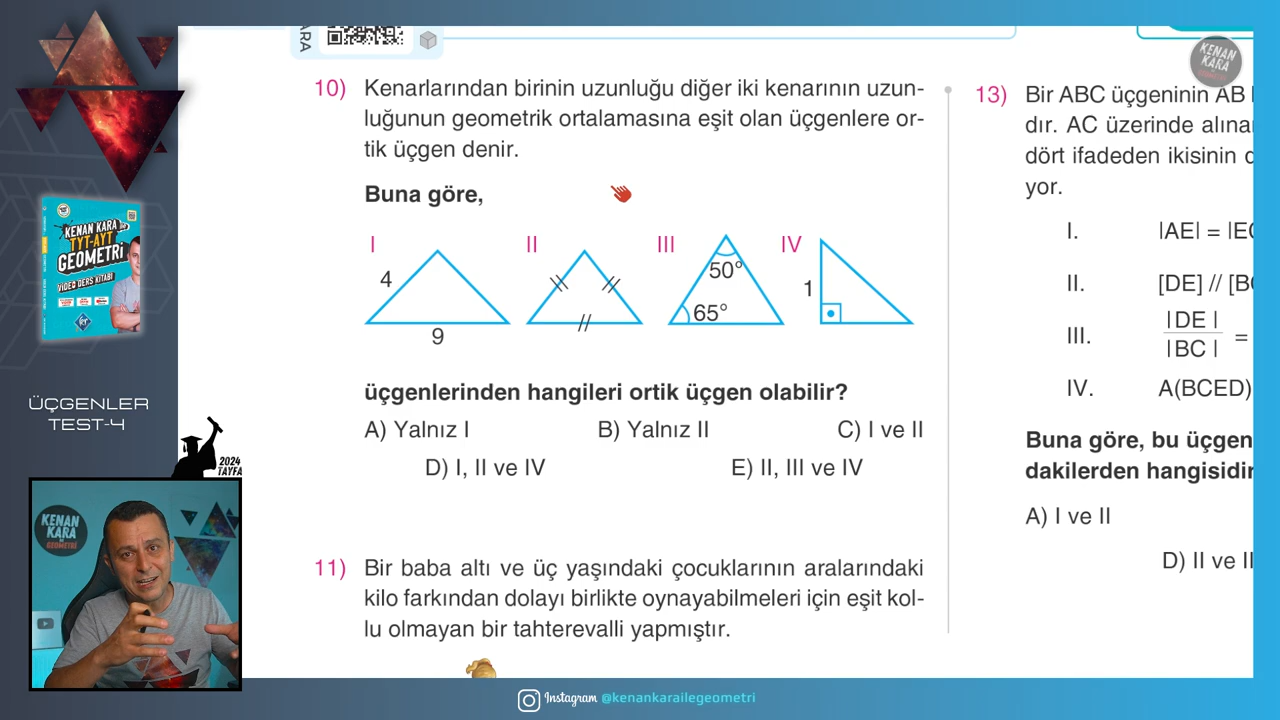 ARA
10) Kenarlarından birinin uzunluğu diğer iki kenarının uzun-
luğunun geometrik ortalamasına eşit olan üçgenlere or-
tik üçgen denir.
Buna göre,
I
4
9
II
III
50°
65°
IV
1
üçgenlerinden hangileri ortik üçgen olabilir?
A) Yalnız I
B) Yalnız II
C) I ve II
D) I, II ve IV
E) II, III ve IV
11) Bir baba altı ve üç yaşındaki çocuklarının aralarındaki
kilo farkından dolayı birlikte oynayabilmeleri için eşit kol-
lu olmayan bir tahterevalli yapmıştır.
13) Bir ABC üçgeninin AB
dır. AC üzerinde alına
dört ifadeden ikisinin
yor.
I. |AE| = |E
II. [DE] // [B
III. |DE |
|BC | =
IV. A(BCED)
Buna göre, bu üçgen
dakilerden hangisidir
A) I ve II
D) II ve II
KENAN
KARA
GEOMETRİ
KENAN KARA
TYT-AYT
GEOMETRİ
VİDEO DERS KİTABI
ÜÇGENLER
TEST-4
2024
TAYFA
KENAN
KARA
GEOMETRİ
Instagram @kenankarailegeometri